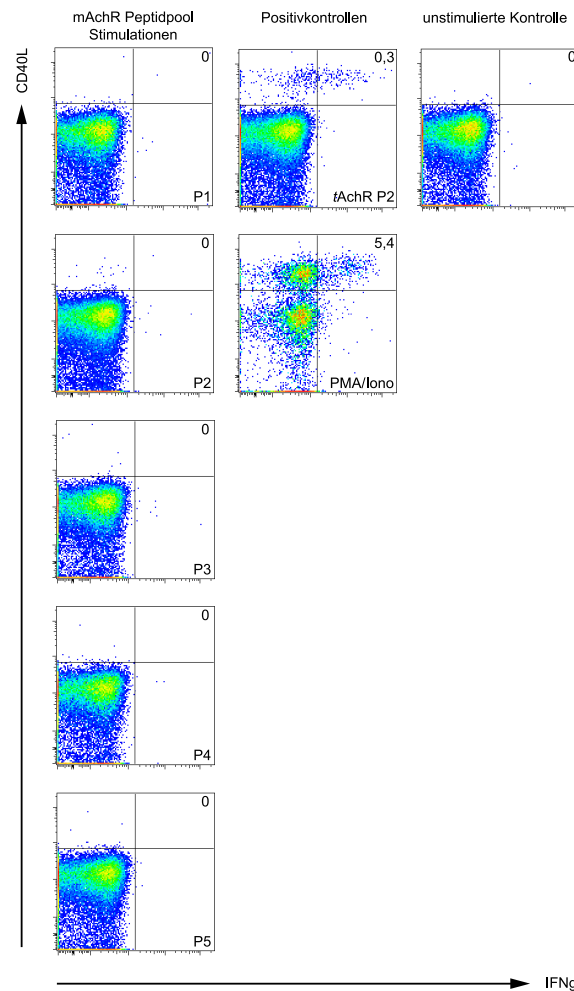 mAchR Peptidpool
Stimulationen
Positivkontrollen
unstimulierte Kontrolle
CD40L
0
P1
0,3
tAchR P2
0
0
P2
5,4
PMA/Iono
0
P3
0
P4
0
P5
IFNg